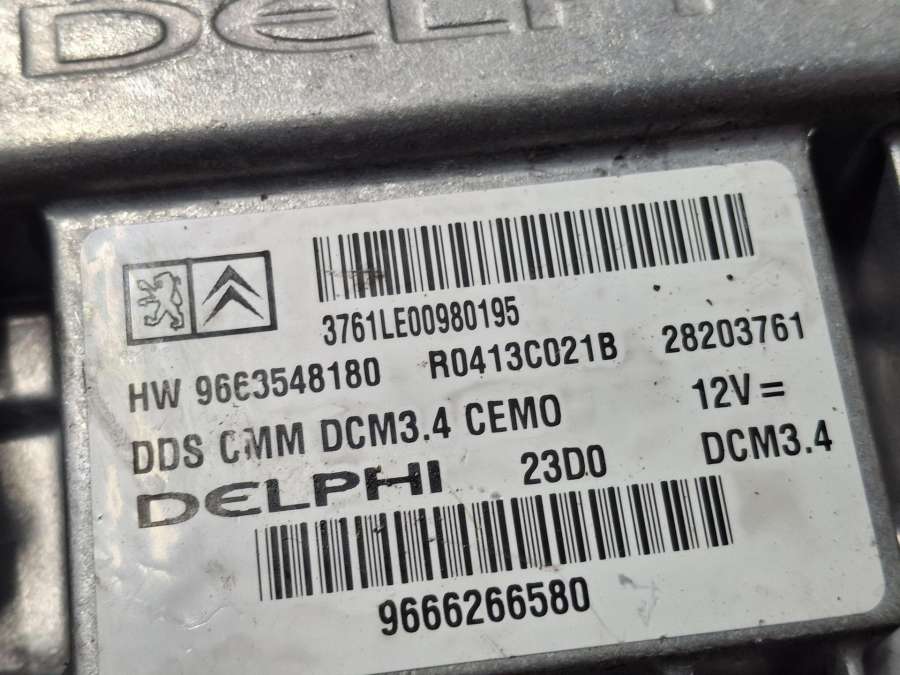 DELPHI
3761LE00980195
HW 9663548180 R0413C021B 28203761
DDS CMM DCM3.4 CEMO 12V =
DELPHI 23D0 DCM3.4
9666266580